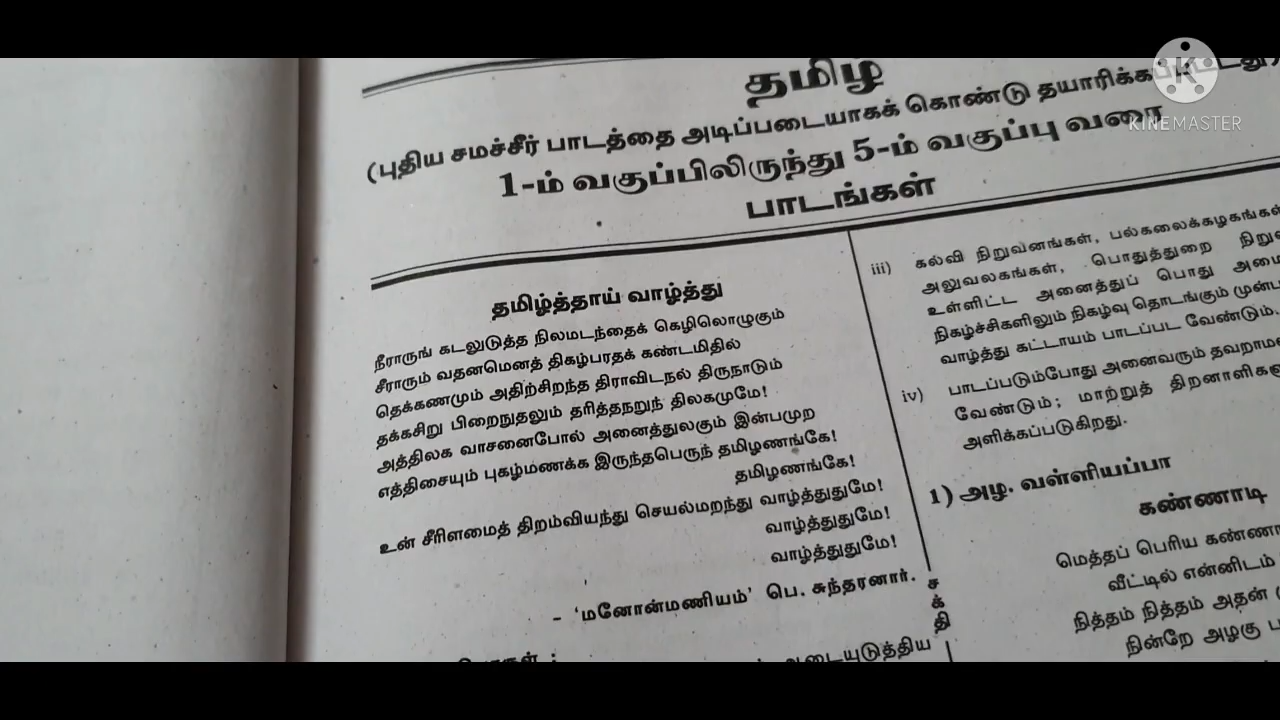 தமிழ்
(புதிய சமச்சீர் பாடத்தை அடிப்படையாகக் கொண்டு
1-ம் வகுப்பிலிருந்து 5-ம் வகுப்பு வரை
பாடங்கள்
தமிழ்த்தாய் வாழ்த்து
நீராருங் கடலுடுத்த நிலமடந்தைக் கெழிலொழுகும்
சீராரும் வதனமெனத் திகழ்பரதக் கண்டமிதில்
தெக்கணமும் அதிற்சிறந்த திராவிடநல் திருநாடும்
தக்கசிறு பிறைநுதலும் தரித்தநறுந் திலகமுமே!
அத்திலக வாசனைபோல் அனைத்துலகும் இன்பமுற
எத்திசையும் புகழ்மணக்க இருந்தபெருந் தமிழணங்கே!
தமிழணங்கே!
உன் சீரிளமைத் திறம்வியந்து செயல்மறந்து வாழ்த்துதுமே!
வாழ்த்துதுமே!
வாழ்த்துதுமே!
- 'மனோன்மணியம்' பெ. சுந்தரனார்.
சக்தி
iii) கல்வி நிறுவனங்கள், பல்கலைக்கழகங்கள்
அலுவலகங்கள், பொதுத்துறை
உள்ளிட்ட அனைத்துப் பொது
நிகழ்ச்சிகளிலும் நிகழ்வு தொடங்கும்
வாழ்த்து கட்டாயம் பாடப்பட வேண்டும்.
iv) பாடப்படும்போது அனைவரும்
வேண்டும்; மாற்றுத்
அளிக்கப்படுகிறது.
1) அழ. வள்ளியப்பா
கண்ணாடி
மெத்தப் பெரிய
வீட்டில் என்னிடம்
நித்தம் நித்தம் அதன்
நின்றே அழகு
KINEMASTER